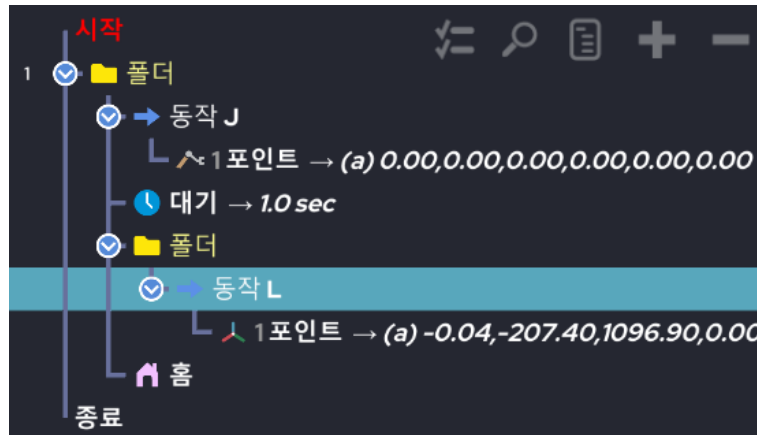 시작
1 폴더
동작 J
1 포인트 → (a) 0.00,0.00,0.00,0.00,0.00,0.00
대기 → 1.0 sec
폴더
동작 L
1 포인트 → (a) -0.04,-207.40,1096.90,0.00
홈
종료